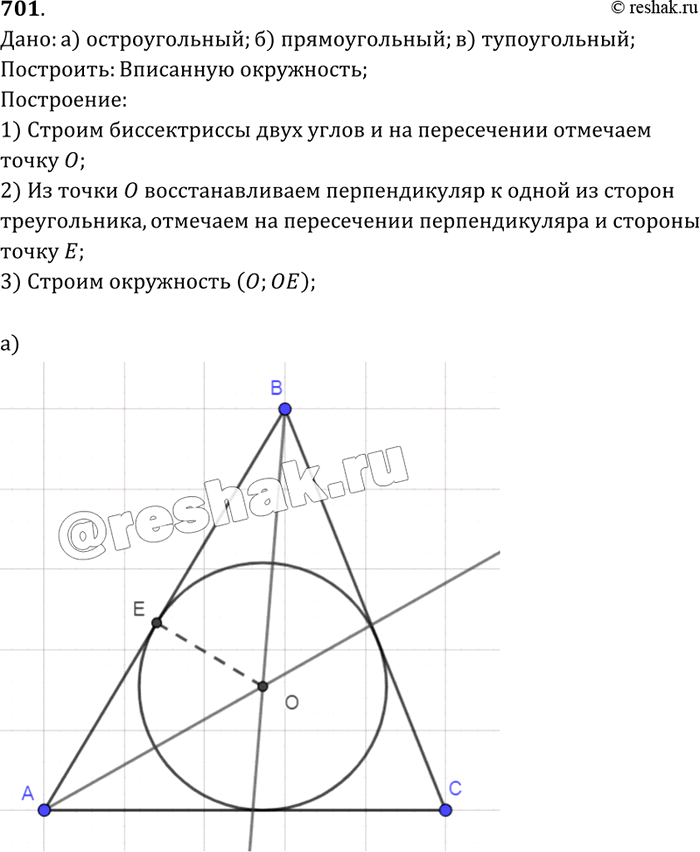 701.
© reshak.ru
Дано: а) остроугольный; б) прямоугольный; в) тупоугольный;
Построить: Вписанную окружность;
Построение:
1) Строим биссектриссы двух углов и на пересечении отмечаем
точку O;
2) Из точки O восстанавливаем перпендикуляр к одной из сторон
треугольника, отмечаем на пересечении перпендикуляра и стороны
точку E;
3) Строим окружность (O; OE);
а)
B
@reshak.ru
E
O
A
C